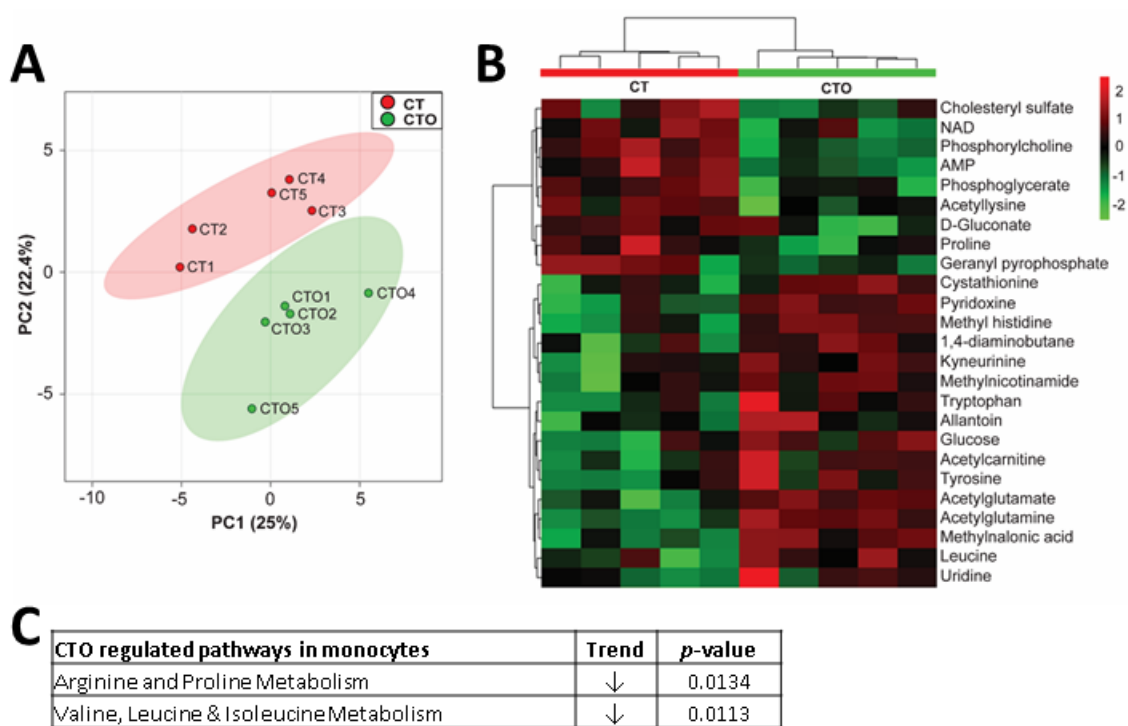 A
B
CT
CTO
PC2 (22.4%)
5
0
-5
CT4
CT5
CT3
CT2
CT1
CTO1
CTO4
CTO2
CTO3
CTO5
-10
-5
0
5
PC1 (25%)
CT
CTO
2
1
0
-1
-2
Cholesteryl sulfate
NAD
Phosphorylcholine
AMP
Phosphoglycerate
Acetyllysine
D-Gluconate
Proline
Geranyl pyrophosphate
Cystathionine
Pyridoxine
Methyl histidine
1,4-diaminobutane
Kyneurinine
Methylnicotinamide
Tryptophan
Allantoin
Glucose
Acetylcarnitine
Tyrosine
Acetylglutamate
Acetylglutamine
Methylnalonic acid
Leucine
Uridine
C
CTO regulated pathways in monocytes Trend p-value
Arginine and Proline Metabolism ↓ 0.0134
Valine, Leucine & Isoleucine Metabolism ↓ 0.0113